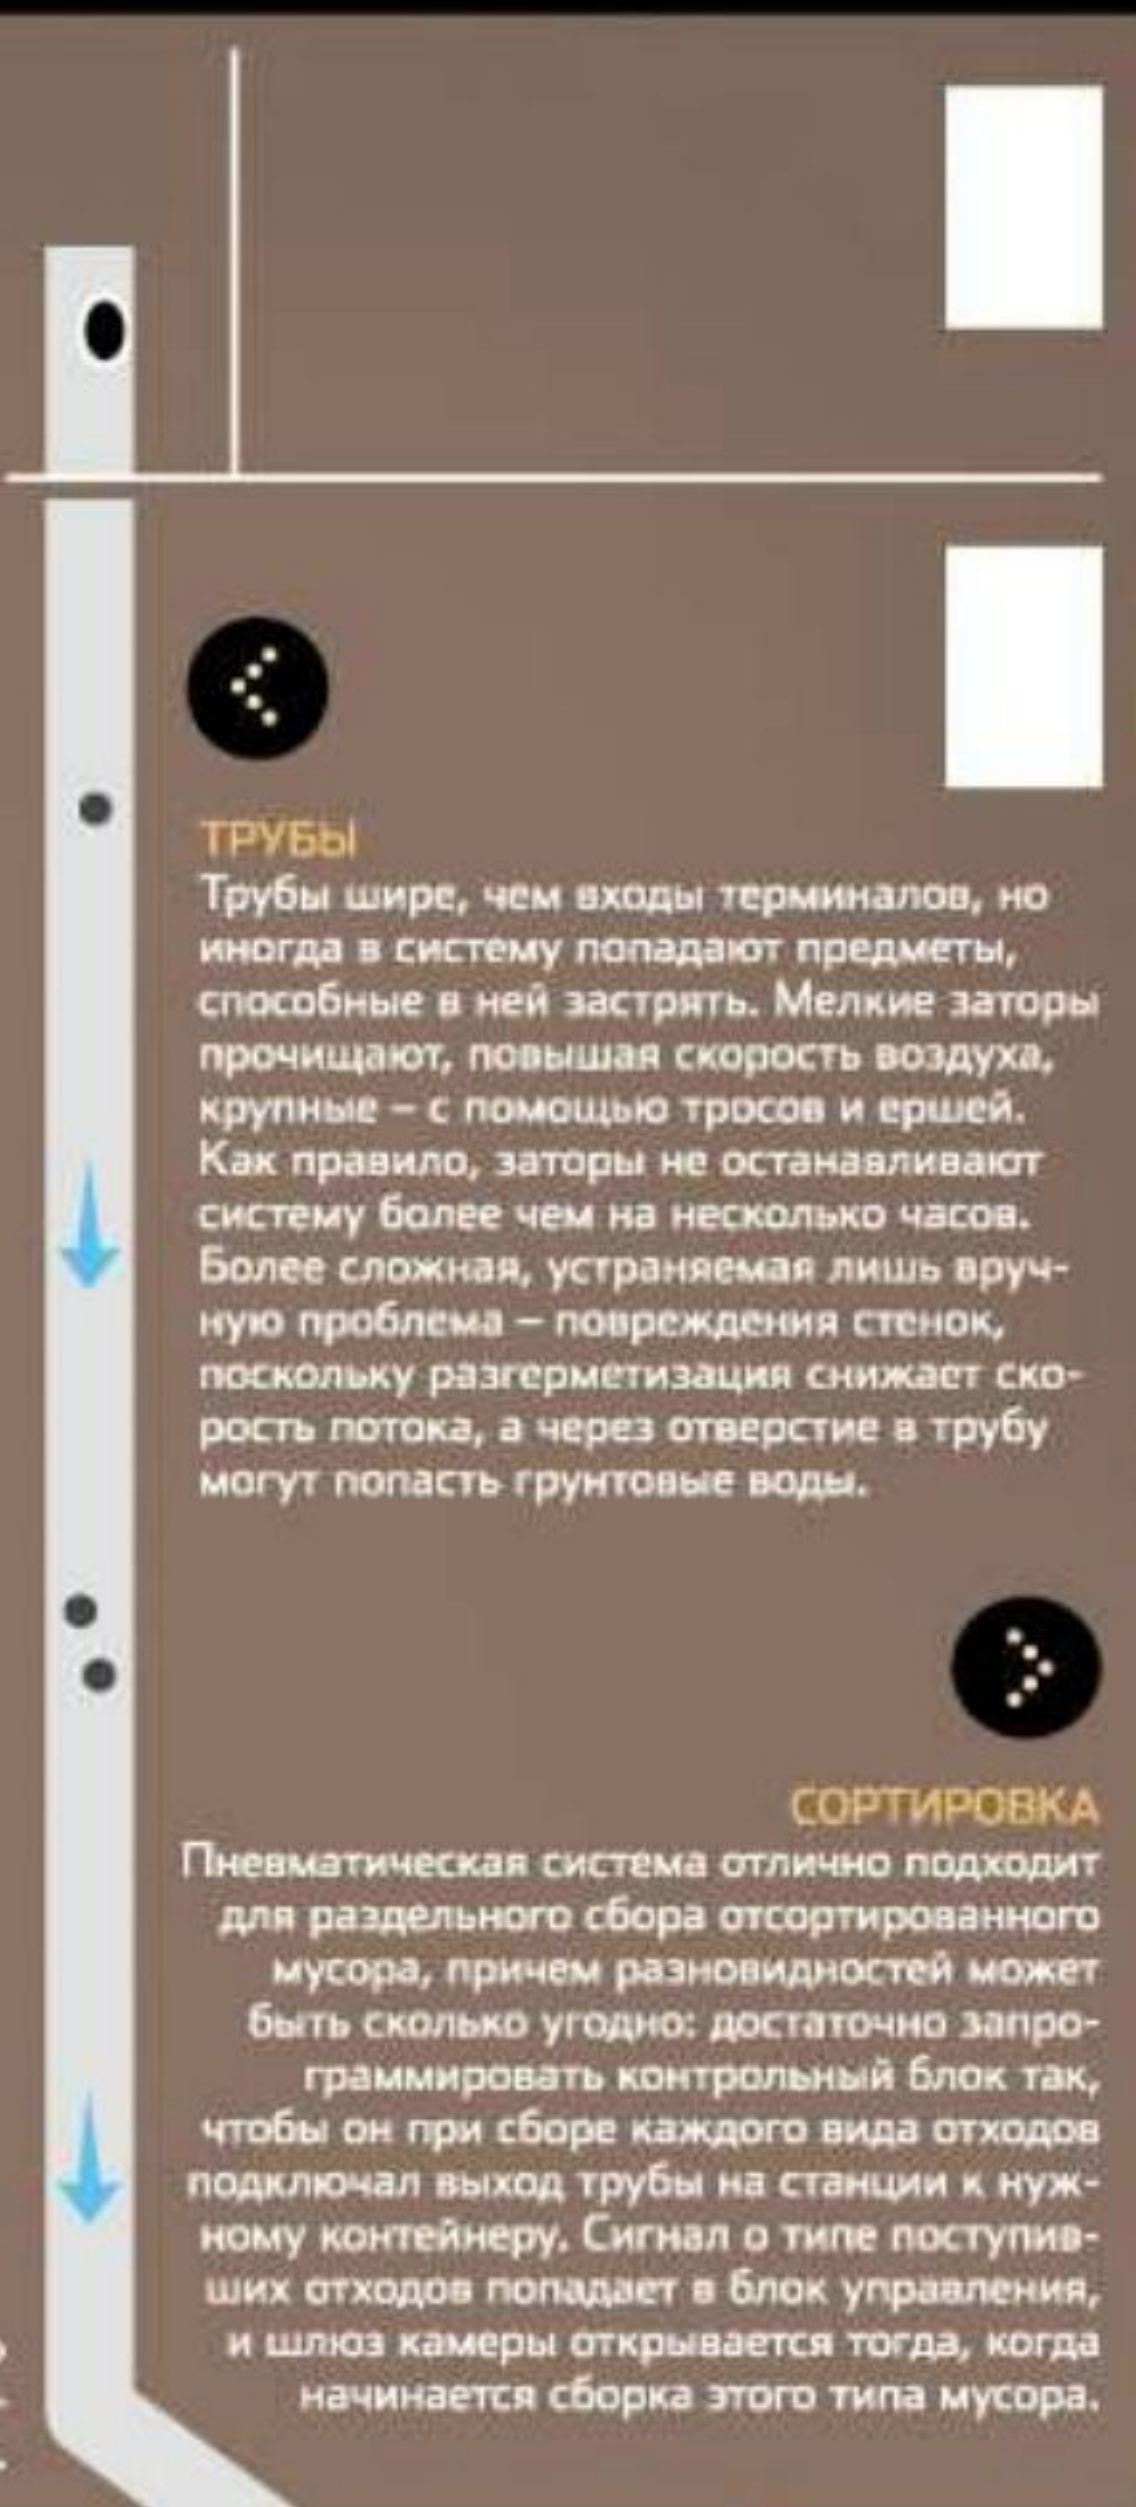 ТРУБЫ
Трубы шире, чем входы терминалов, но
иногда в систему попадают предметы,
способные в ней застрять. Мелкие заторы
прочищают, повышая скорость воздуха,
крупные – с помощью тросов и ершей.
Как правило, заторы не останавливают
систему более чем на несколько часов.
Более сложная, устраняемая лишь вруч-
ную проблема – повреждения стенок,
поскольку разгерметизация снижает ско-
рость потока, а через отверстие в трубу
могут попасть грунтовые воды.
СОРТИРОВКА
Пневматическая система отлично подходит
для раздельного сбора отсортированного
мусора, причем разновидностей может
быть сколько угодно: достаточно запро-
граммировать контрольный блок так,
чтобы он при сборе каждого вида отходов
подключал выход трубы на станции к нуж-
ному контейнеру. Сигнал о типе поступив-
ших отходов попадает в блок управления,
и шлюз камеры открывается тогда, когда
начинается сборка этого типа мусора.